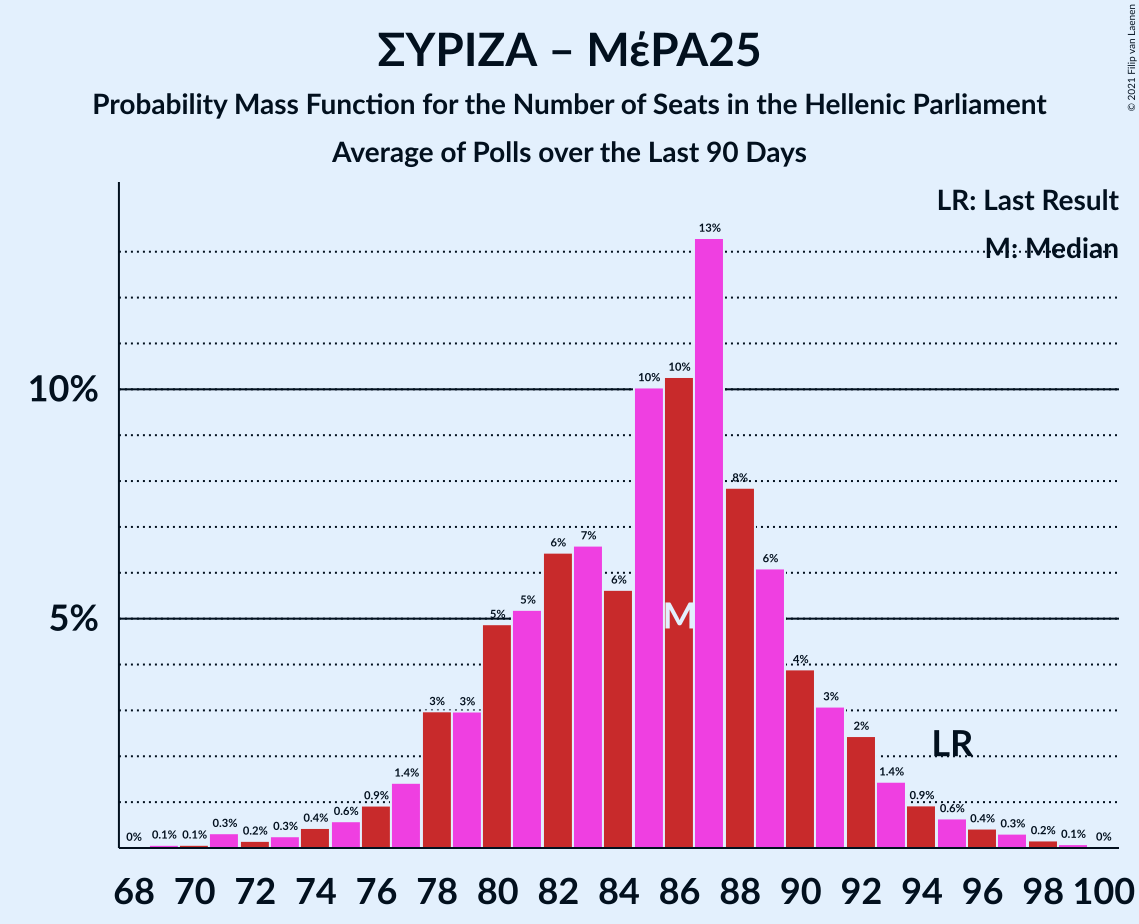 ΣΥΡΙΖΑ – ΜέΡΑ25
Probability Mass Function for the Number of Seats in the Hellenic Parliament
Average of Polls over the Last 90 Days
© 2021 Filip van Laenen
LR: Last Result
M: Median
10%
5%
0% 0.1% 0.1% 0.3% 0.2% 0.3% 0.4% 0.6% 0.9% 1.4% 3% 3% 5% 5% 6% 7% 6% 10% 10% 13% 8% 6% 4% 3% 2% 1.4% 0.9% 0.6% 0.4% 0.3% 0.2% 0.1% 0%
M
LR
68 70 72 74 76 78 80 82 84 86 88 90 92 94 96 98 100